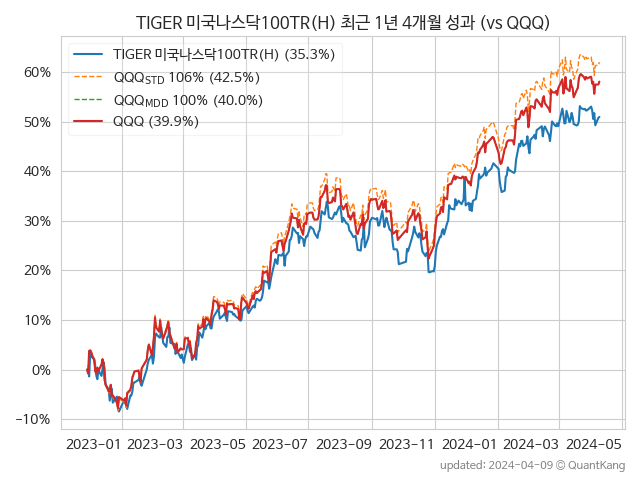 TIGER 미국나스닥100TR(H) 최근 1년 4개월 성과 (vs QQQ)
TIGER 미국나스닥100TR(H) (35.3%)
QQQSTD 106% (42.5%)
QQQMDD 100% (40.0%)
QQQ (39.9%)
60%
50%
40%
30%
20%
10%
0%
−10%
2023-01 2023-03 2023-05 2023-07 2023-09 2023-11 2024-01 2024-03 2024-05
updated: 2024-04-09 © QuantKang